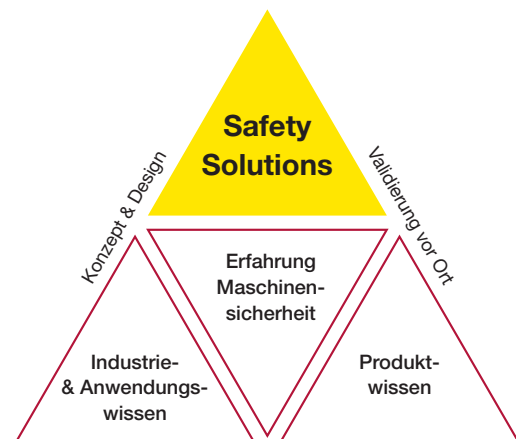 Safety
Solutions
Konzept & Design
Validierung vor Ort
Erfahrung
Maschinen-
sicherheit
Industrie-
& Anwendungs-
wissen
Produkt-
wissen